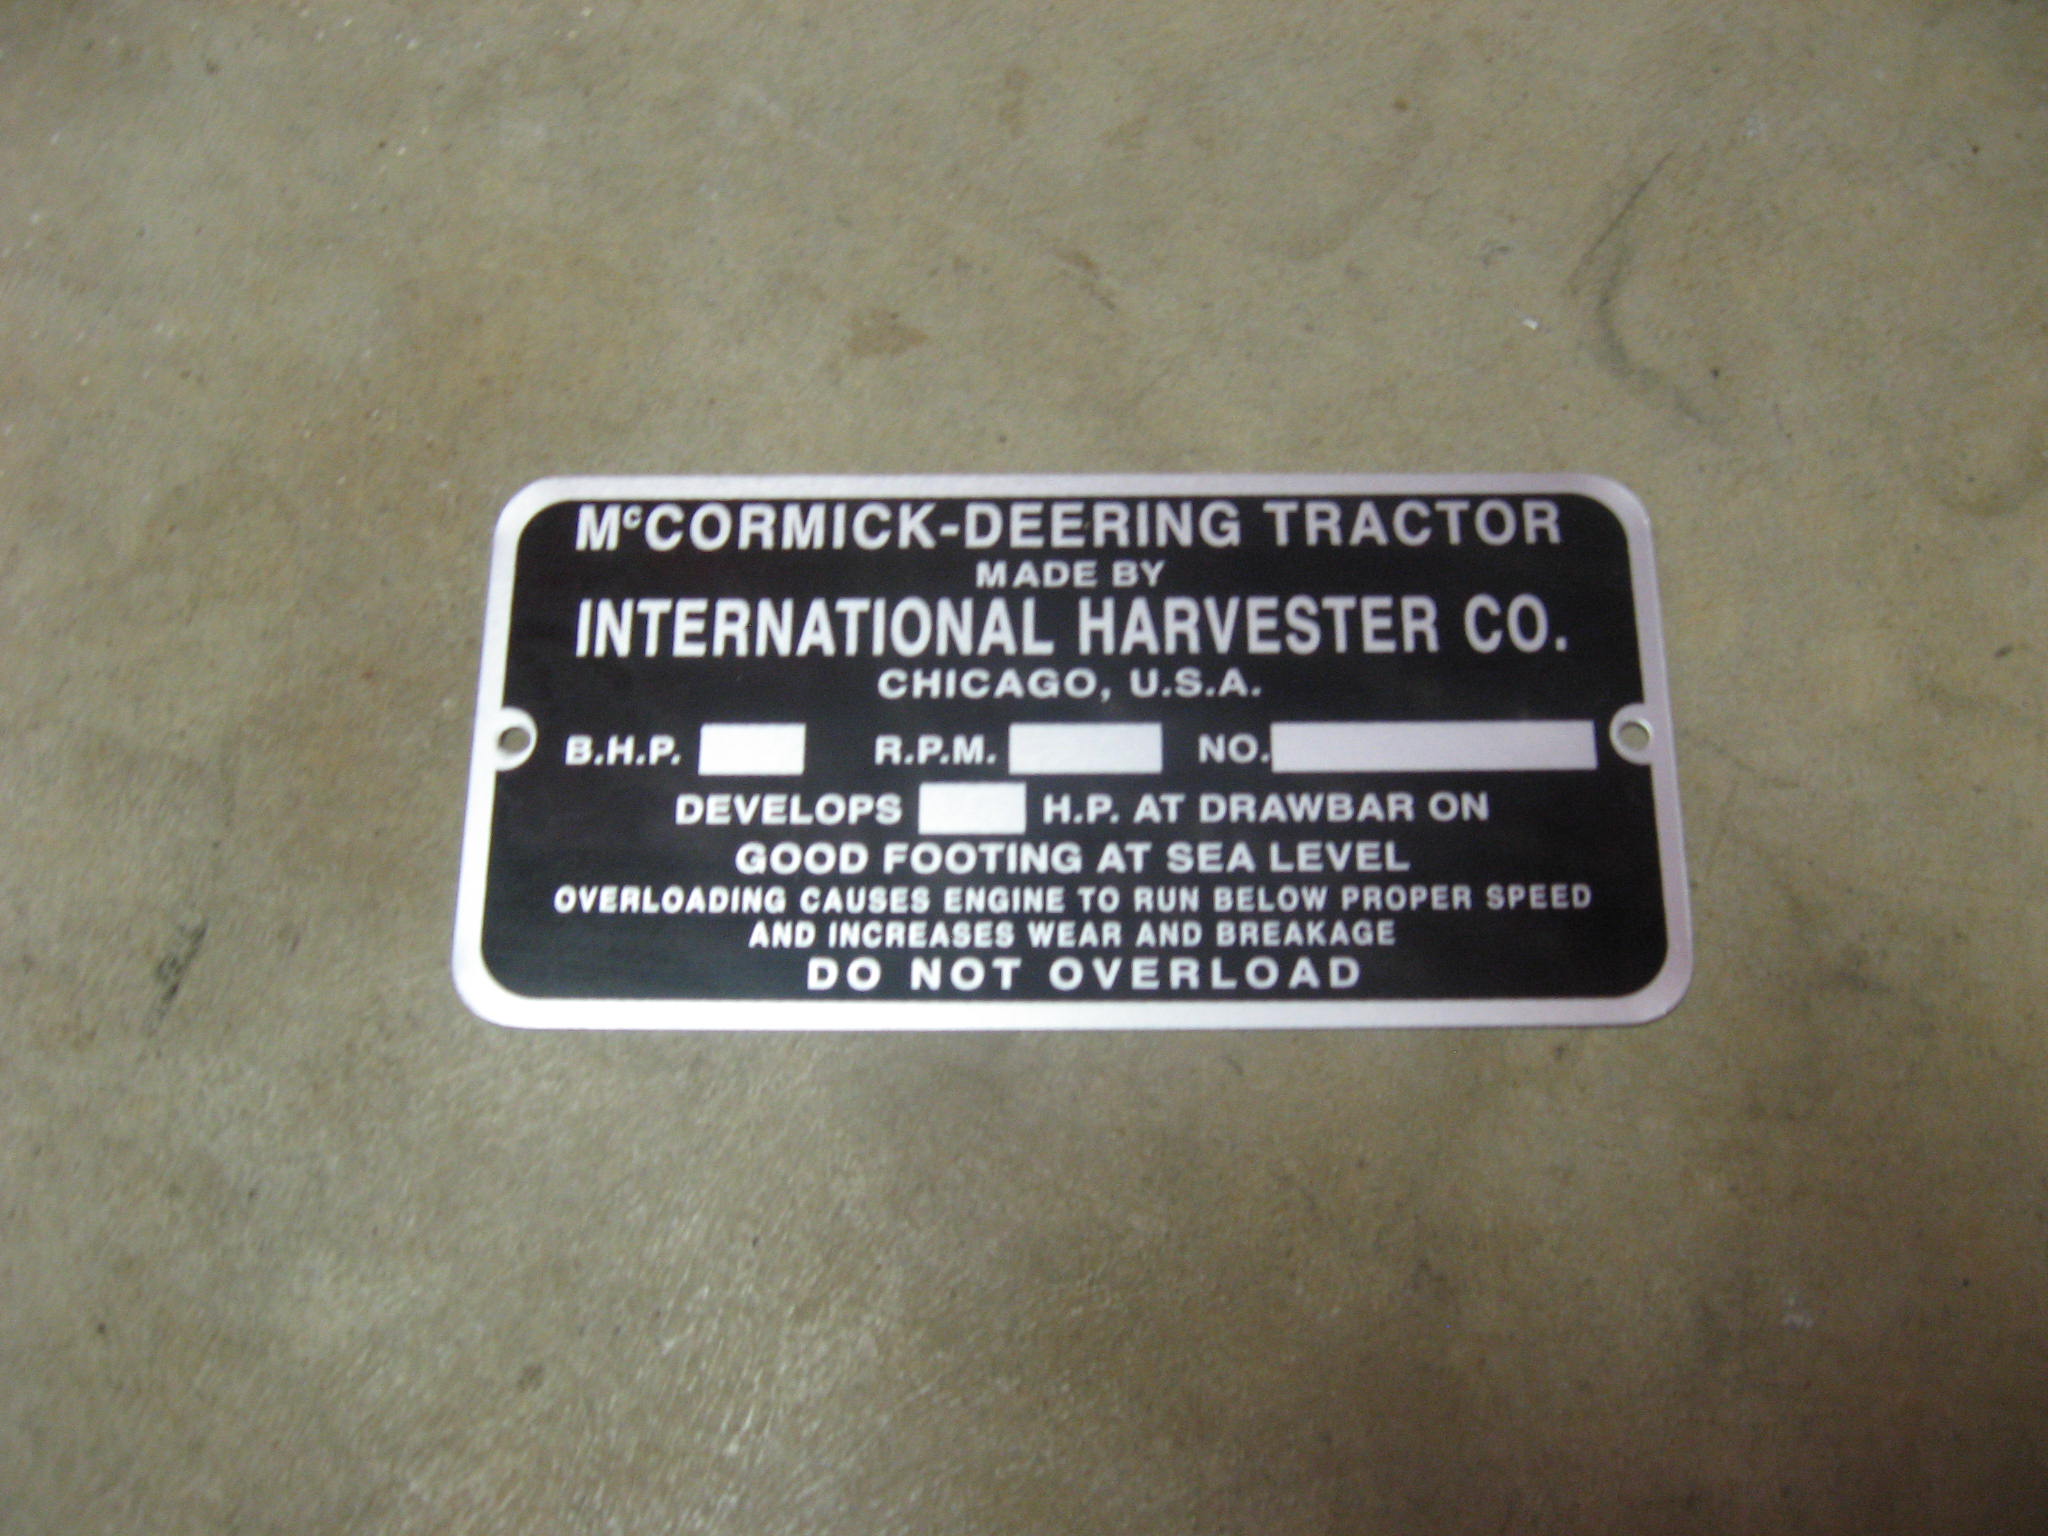 McCORMICK-DEERING TRACTOR
MADE BY
INTERNATIONAL HARVESTER CO.
CHICAGO, U.S.A.
B.H.P. R.P.M. NO.
DEVELOPS H.P. AT DRAWBAR ON
GOOD FOOTING AT SEA LEVEL
OVERLOADING CAUSES ENGINE TO RUN BELOW PROPER SPEED
AND INCREASES WEAR AND BREAKAGE
DO NOT OVERLOAD